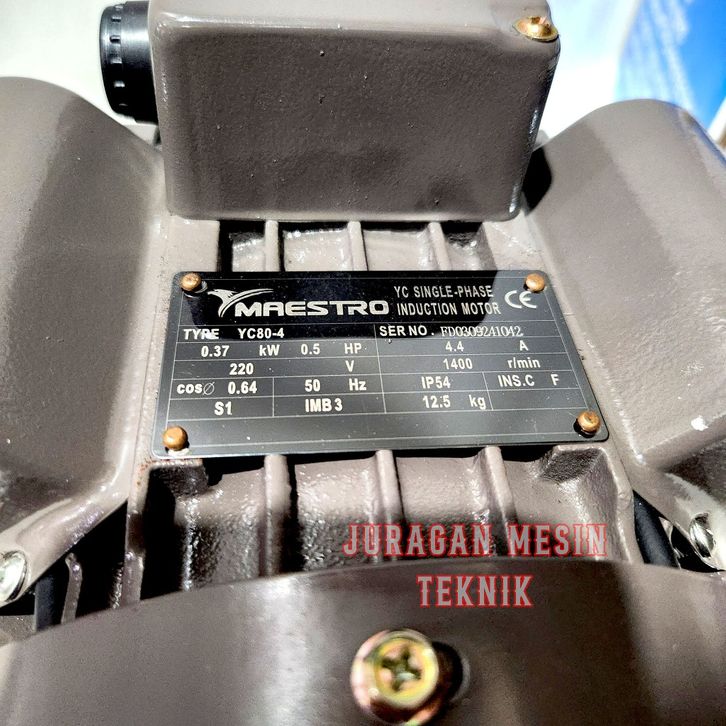 MAESTRO
YC SINGLE-PHASE
INDUCTION MOTOR
CE
TYPE YC80-4 SER NO. FD0309241042
0.37 kW 0.5 HP 4.4 A
220 V 1400 r/min
cosØ 0.64 50 Hz IP54 INS.C F
S1 IMB3 12.5 kg
JURAGAN MESIN
TEKNIK